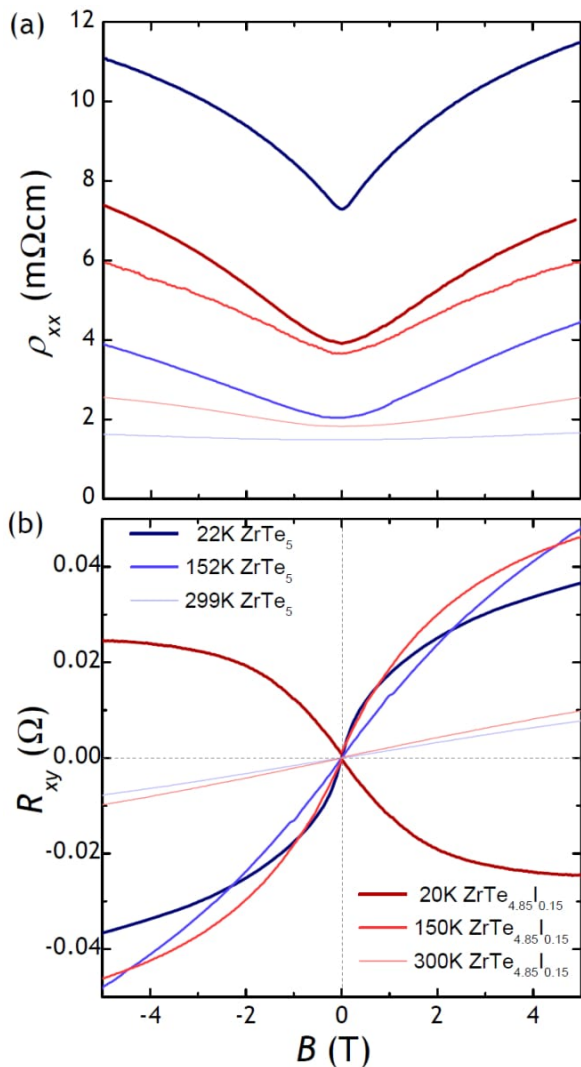 (a)
12
10
8
6
4
2
0
ρxx (mΩcm)
(b)
22K ZrTe5
152K ZrTe5
299K ZrTe5
0.04
0.02
0.00
-0.02
-0.04
Rxy (Ω)
20K ZrTe4.85I0.15
150K ZrTe4.85I0.15
300K ZrTe4.85I0.15
-4 -2 0 2 4
B (T)